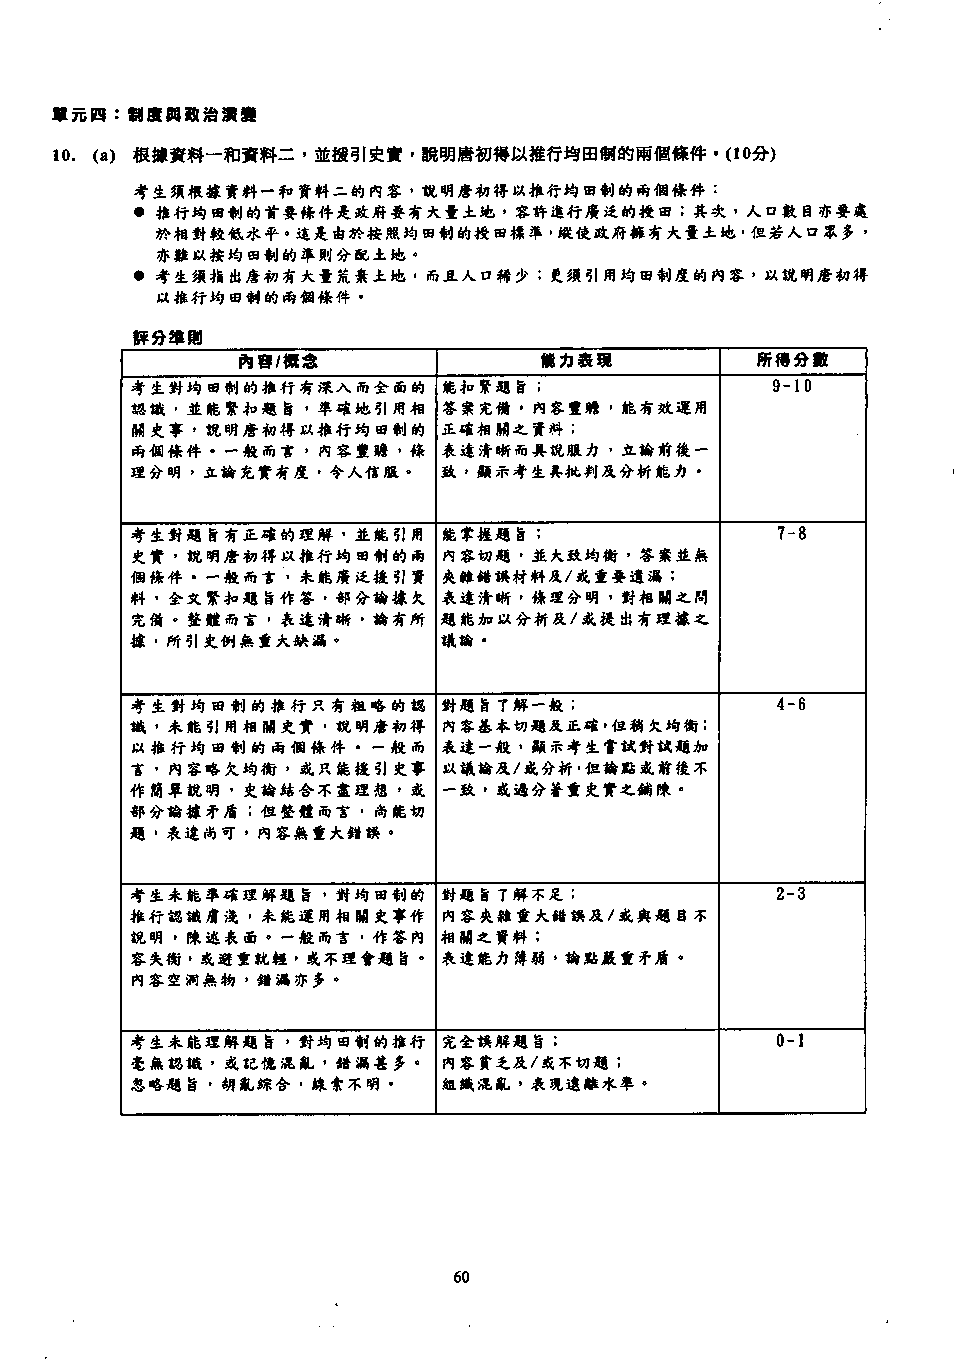 單元四：制度與政治演變
10. (a) 根據資料一和資料二，並援引史實，說明唐初得以推行均田制的兩個條件。(10分)
考生須根據資料一和資料二的內容，說明唐初得以推行均田制的兩個條件：
● 推行均田制的首要條件是政府要有大量土地，容許進行廣泛的授田；其次，人口數目亦要處
於相對較低水平。這是由於按照均田制的授田標準，縱使政府擁有大量土地，但若人口眾多，
亦難以按均田制的準則分配土地。
● 考生須指出唐初有大量荒棄土地，而且人口稀少；更須引用均田制度的內容，以說明唐初得
以推行均田制的兩個條件。
評分準則
內容/概念 能力表現 所得分數
考生對均田制的推行有深入而全面的
認識，並能緊扣題旨，準確地引用相
關史事，說明唐初得以推行均田制的
兩個條件。一般而言，內容豐贍，條
理分明，立論充實有度，令人信服。
能扣緊題旨；
答案完備，內容豐贍，能有效運用
正確相關之資料；
表達清晰而具說服力，立論前後一
致，顯示考生具批判及分析能力。
9-10
考生對題旨有正確的理解，並能引用
史實，說明唐初得以推行均田制的兩
個條件。一般而言，未能廣泛援引資
料，全文緊扣題旨作答，部分論據欠
完備。整體而言，表達清晰，論有所
據，所引史例無重大缺漏。
能掌握題旨；
內容切題，並大致均衡，答案並無
夾雜錯誤材料及/或重要遺漏；
表達清晰，條理分明，對相關之問
題能加以分析及/或提出有理據之
議論。
7-8
考生對均田制的推行只有粗略的認
識，未能引用相關史實，說明唐初得
以推行均田制的兩個條件。一般而
言，內容略欠均衡，或只能援引史事
作簡單說明，史論結合不盡理想，或
部分論據矛盾；但整體而言，尚能切
題，表達尚可，內容無重大錯誤。
對題旨了解一般；
內容基本切題及正確，但稍欠均衡；
表達一般，顯示考生嘗試對試題加
以議論及/或分析，但論點或前後不
一致，或過分著重史實之鋪陳。
4-6
考生未能準確理解題旨，對均田制的
推行認識膚淺，未能運用相關史事作
說明，陳述表面。一般而言，作答內
容失衡，或避重就輕，或不理會題旨。
內容空洞無物，錯漏亦多。
對題旨了解不足；
內容夾雜重大錯誤及/或與題目不
相關之資料；
表達能力薄弱，論點嚴重矛盾。
2-3
考生未能理解題旨，對均田制的推行
毫無認識，或記憶混亂，錯漏甚多。
忽略題旨，胡亂綜合，線索不明。
完全誤解題旨；
內容貧乏及/或不切題；
組織混亂，表現遠離水準。
0-1
60